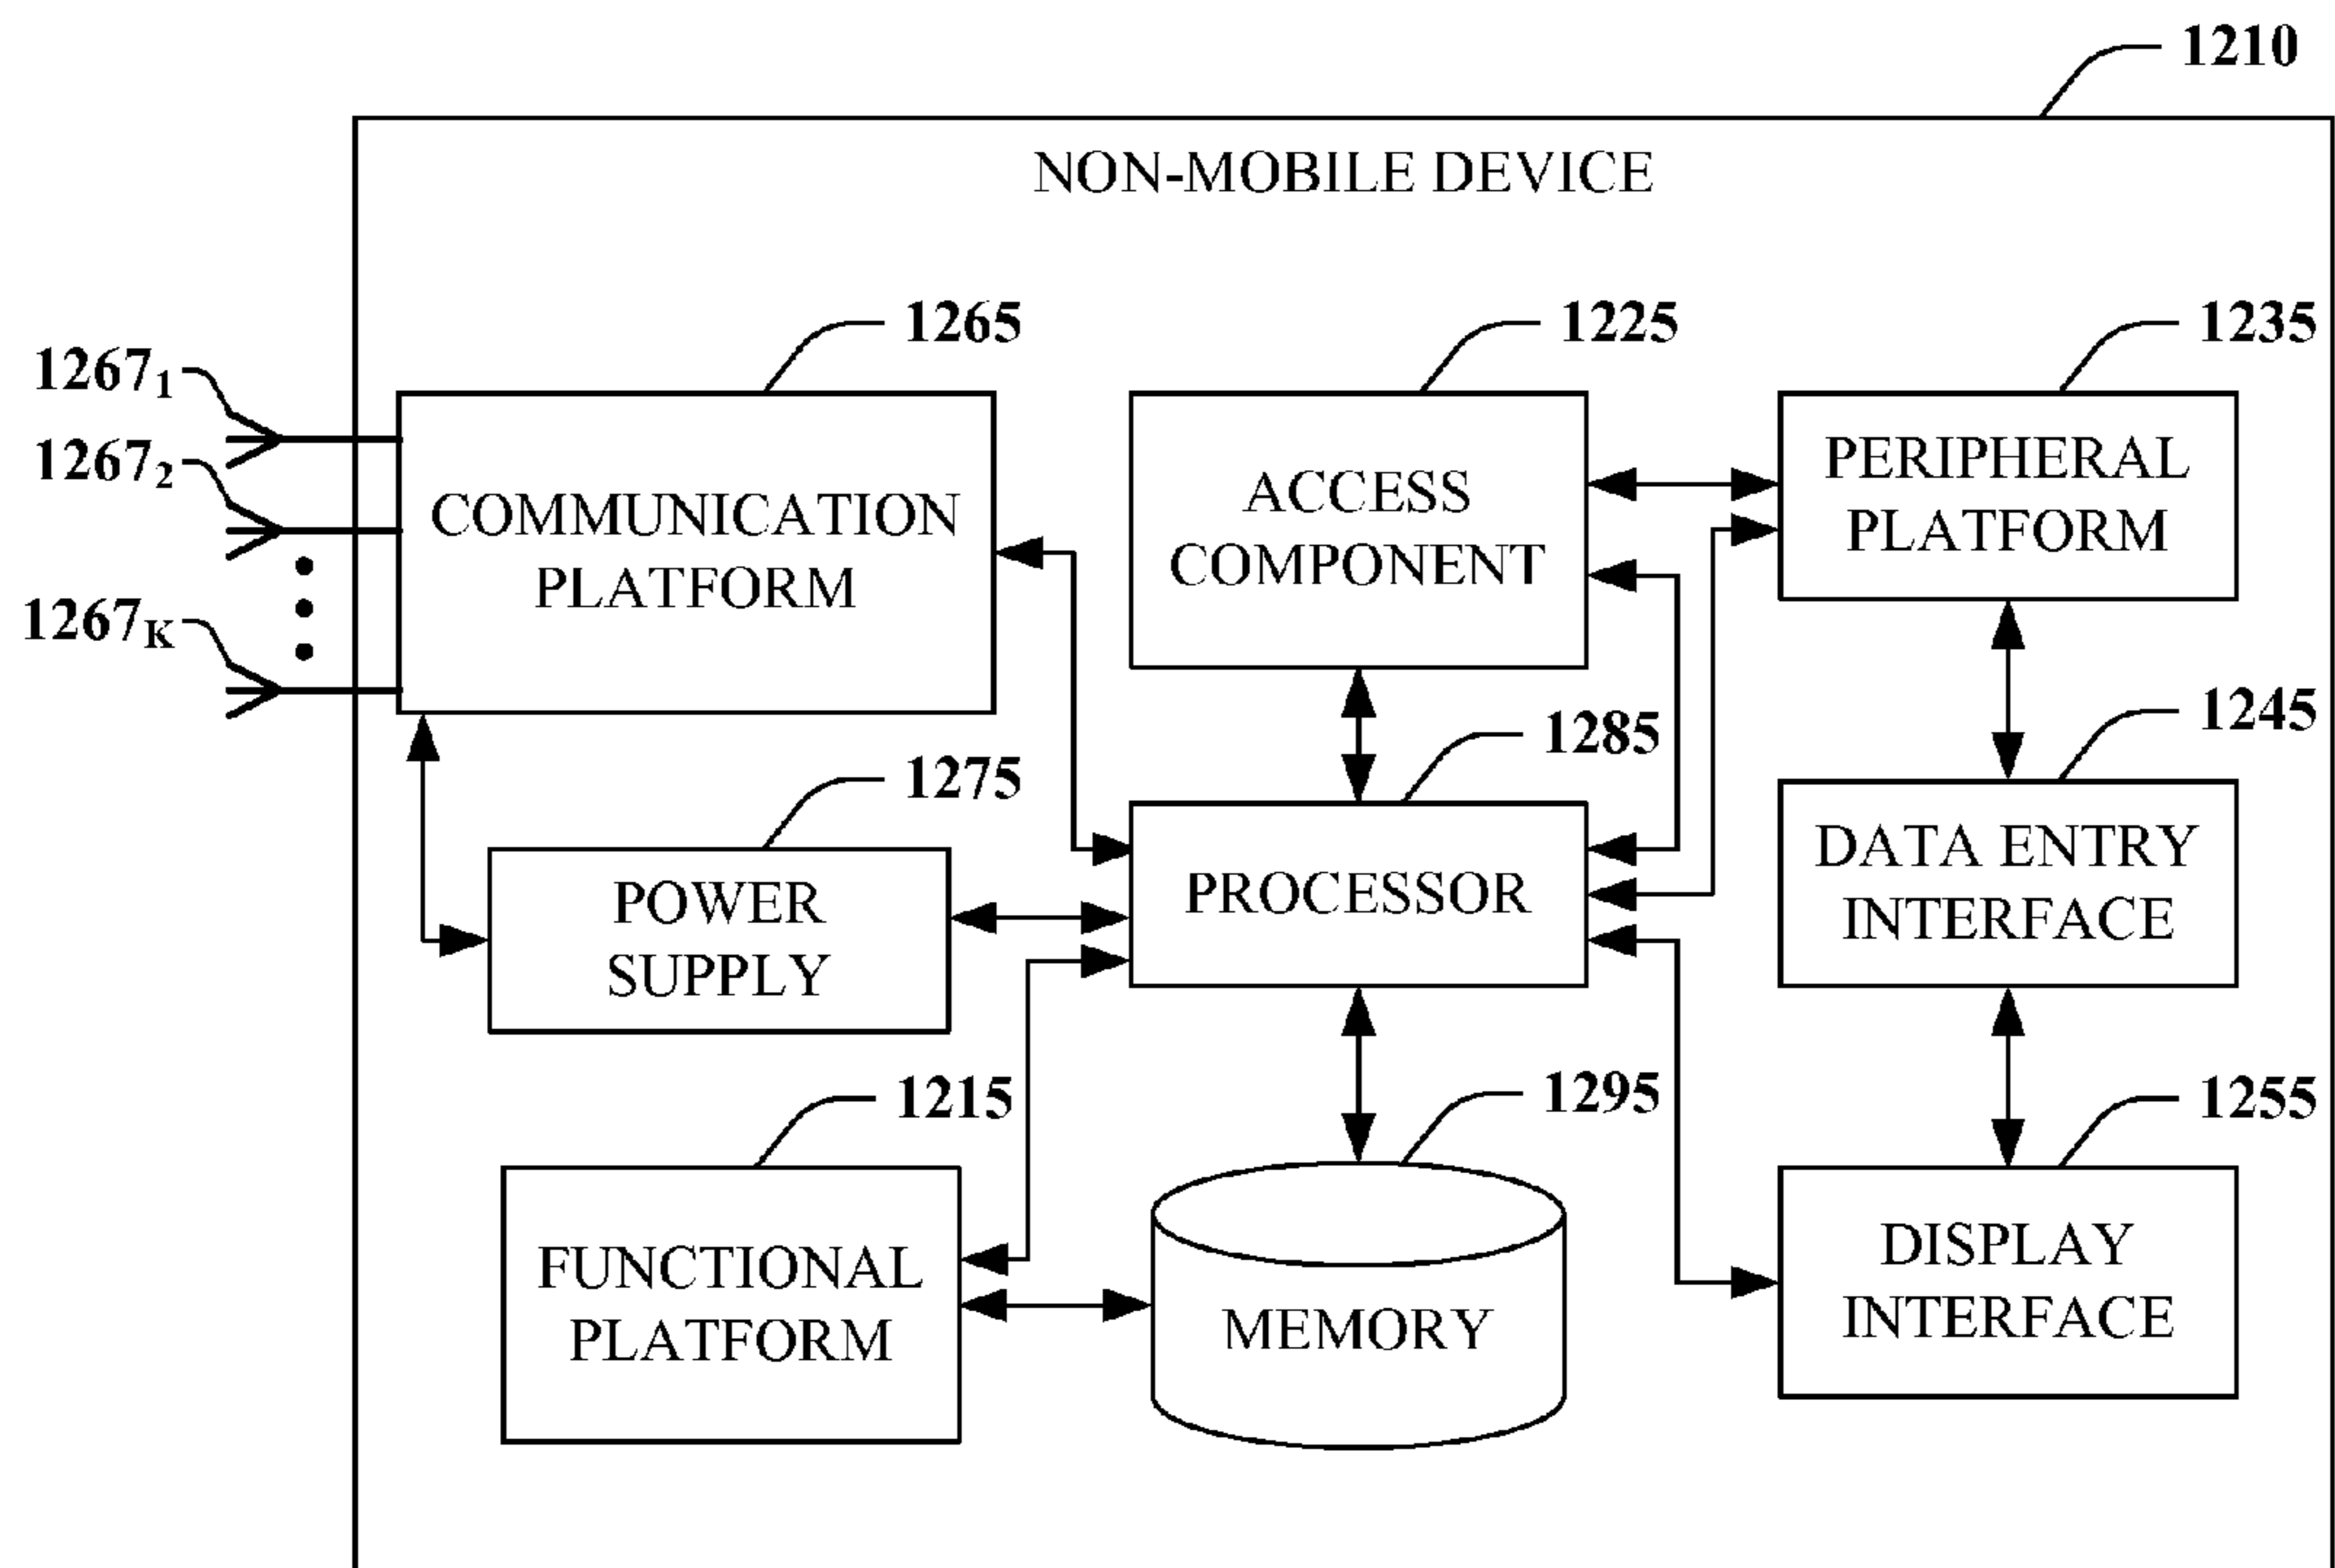 1210
NON-MOBILE DEVICE
1265
1225
1235
1267₁
1267₂
1267K
COMMUNICATION
PLATFORM
ACCESS
COMPONENT
PERIPHERAL
PLATFORM
1275
1285
1245
POWER
SUPPLY
PROCESSOR
DATA ENTRY
INTERFACE
1215
1295
1255
FUNCTIONAL
PLATFORM
MEMORY
DISPLAY
INTERFACE